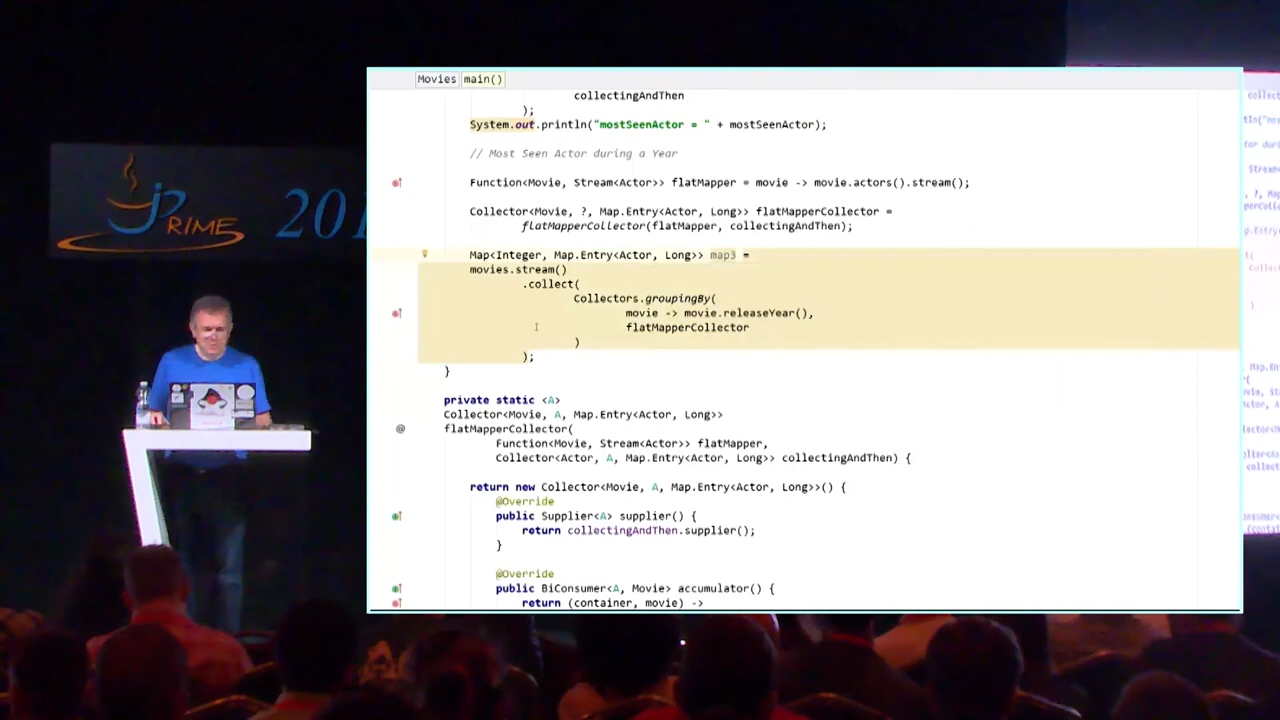 Movies main()
collectingAndThen
);
System.out.println("mostSeenActor = " + mostSeenActor);
// Most Seen Actor during a Year
Function<Movie, Stream<Actor>> flatMapper = movie -> movie.actors().stream();
Collector<Movie, ?, Map.Entry<Actor, Long>> flatMapperCollector =
flatMapperCollector(flatMapper, collectingAndThen);
Map<Integer, Map.Entry<Actor, Long>> map3 =
movies.stream()
.collect(
Collectors.groupingBy(
movie -> movie.releaseYear(),
flatMapperCollector
)
);
}
private static <A>
Collector<Movie, A, Map.Entry<Actor, Long>>
flatMapperCollector(
Function<Movie, Stream<Actor>> flatMapper,
Collector<Actor, A, Map.Entry<Actor, Long>> collectingAndThen) {
return new Collector<Movie, A, Map.Entry<Actor, Long>>() {
@Override
public Supplier<A> supplier() {
return collectingAndThen.supplier();
}
@Override
public BiConsumer<A, Movie> accumulator() {
return (container, movie) ->
JPRIME 201